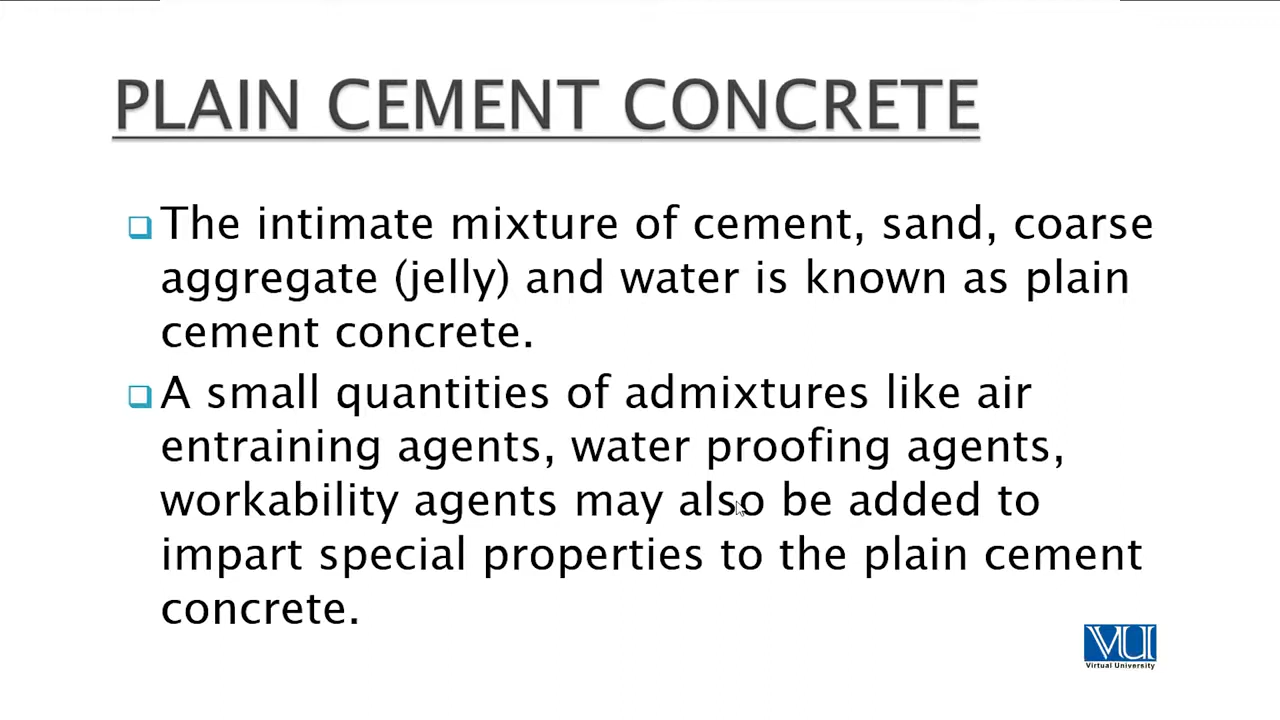 PLAIN CEMENT CONCRETE
The intimate mixture of cement, sand, coarse
aggregate (jelly) and water is known as plain
cement concrete.
A small quantities of admixtures like air
entraining agents, water proofing agents,
workability agents may also be added to
impart special properties to the plain cement
concrete.
VU
Virtual University